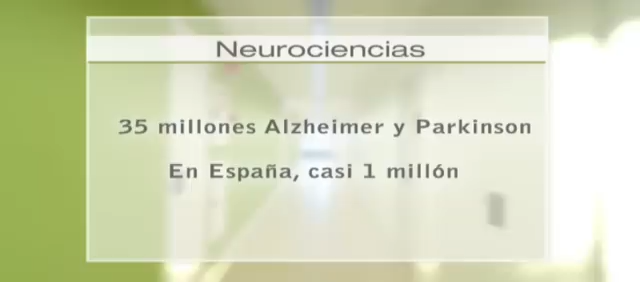 Neurociencias
35 millones Alzheimer y Parkinson
En España, casi 1 millón